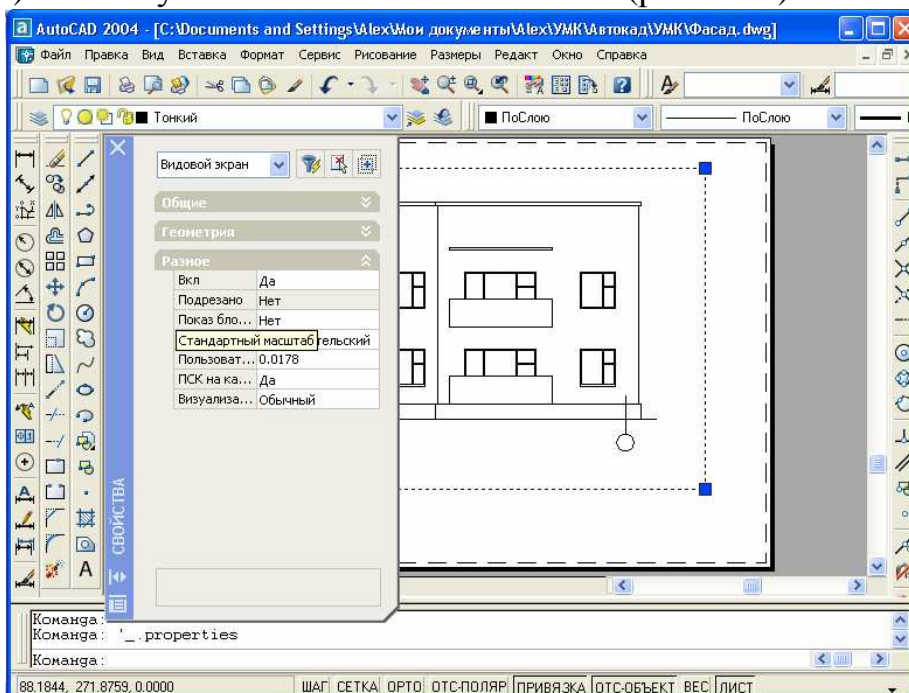 AutoCAD 2004 - [C:\Documents and Settings\Alex\Мои документы\Alex\УМК\Автокад\УМК\Фасад.dwg]
Файл Правка Вид Вставка Формат Сервис Рисование Размеры Редакт Окно Справка
Тонкий ПоСлою ПоСлою
Видовой экран
Общие
Геометрия
Разное
Вкл Да
Подрезано Нет
Показ бло... Нет
Стандартный масштаб тельский
Пользоват... 0.0178
ПСК на ка... Да
Визуализа... Обычный
СВОЙСТВА
Команда:
Команда: '_.properties
Команда:
88.1844, 271.8759, 0.0000 ШАГ СЕТКА ОРТО ОТС-ПОЛЯР ПРИВЯЗКА ОТС-ОБЪЕКТ ВЕС ЛИСТ